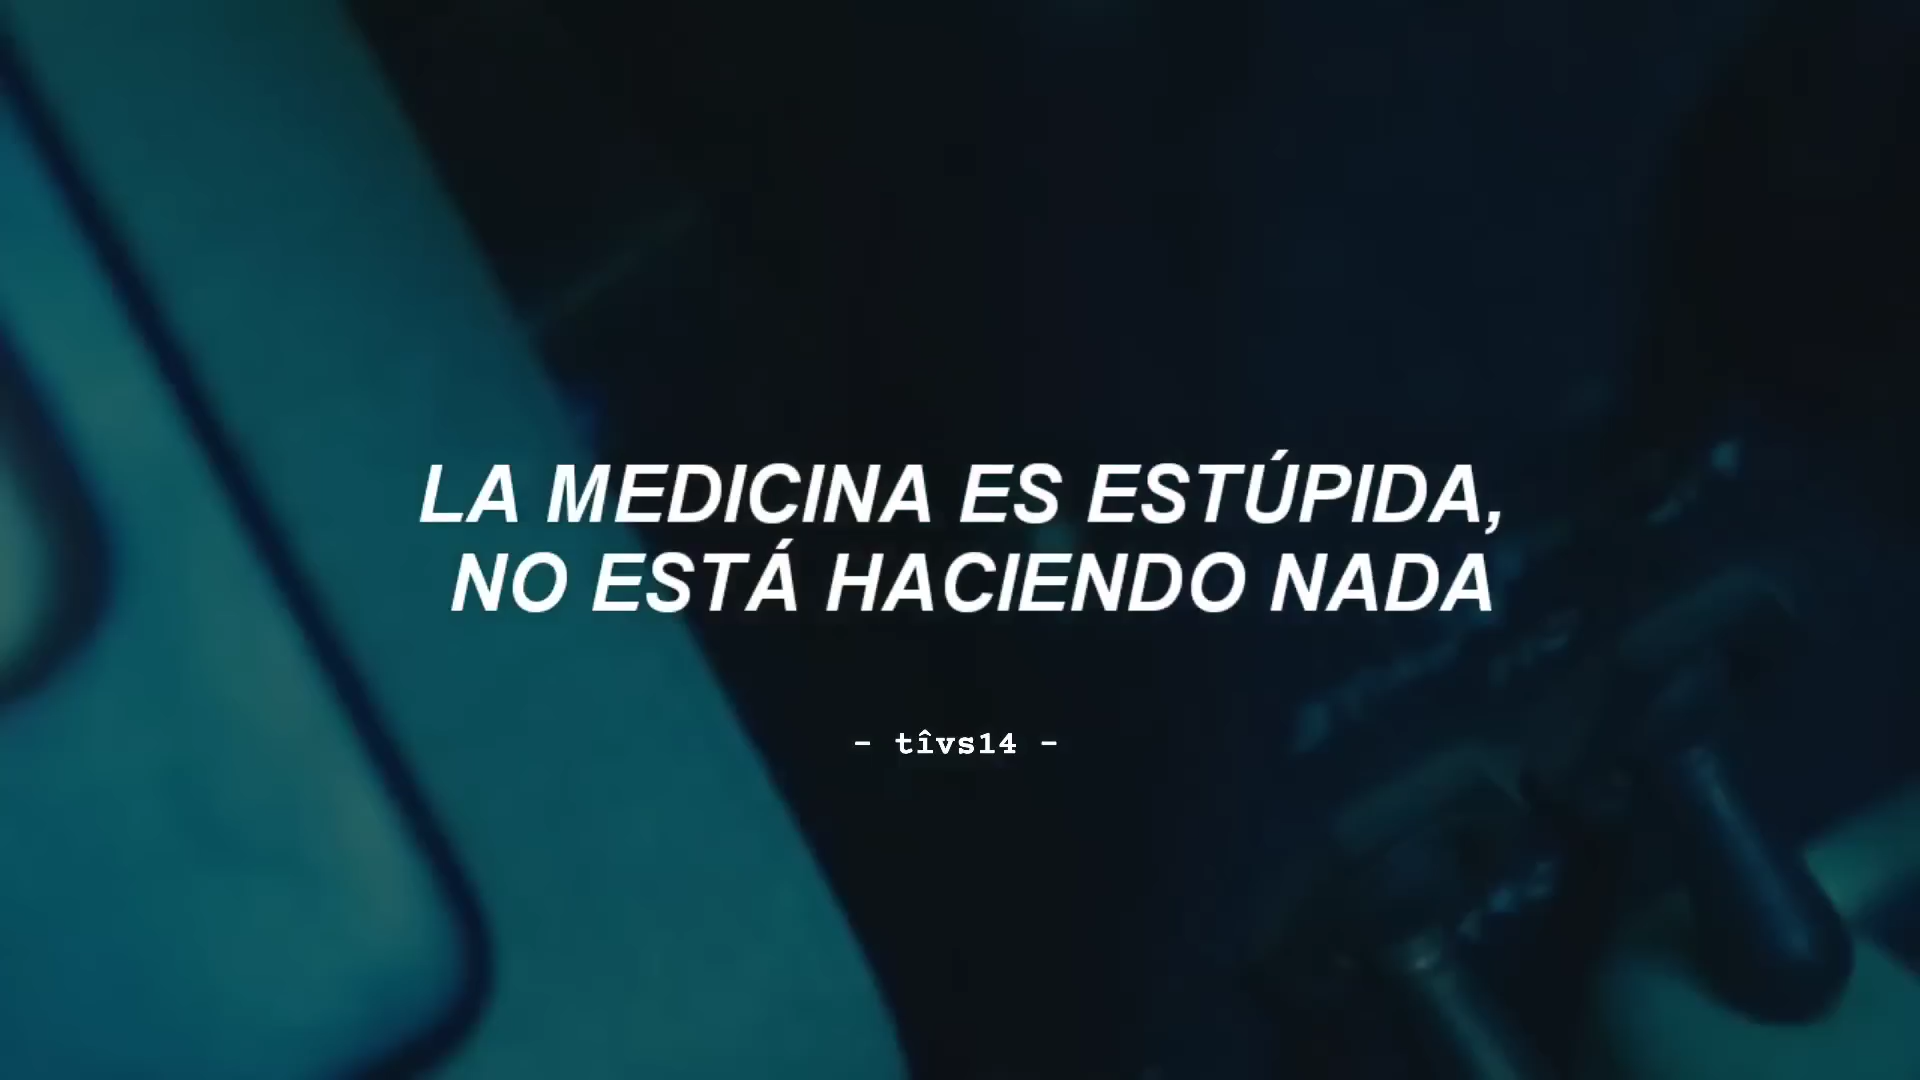 LA MEDICINA ES ESTÚPIDA,
NO ESTÁ HACIENDO NADA
- tîvs14 -